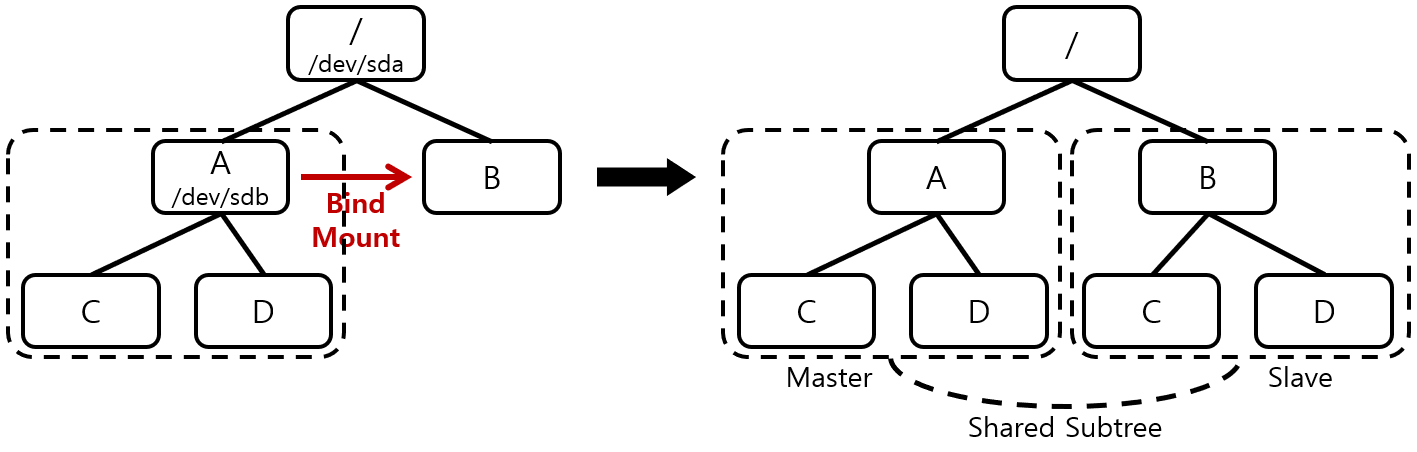 /
/dev/sda
/
A
/dev/sdb
B
A
B
Bind
Mount
C
D
C
D
C
D
Master
Slave
Shared Subtree